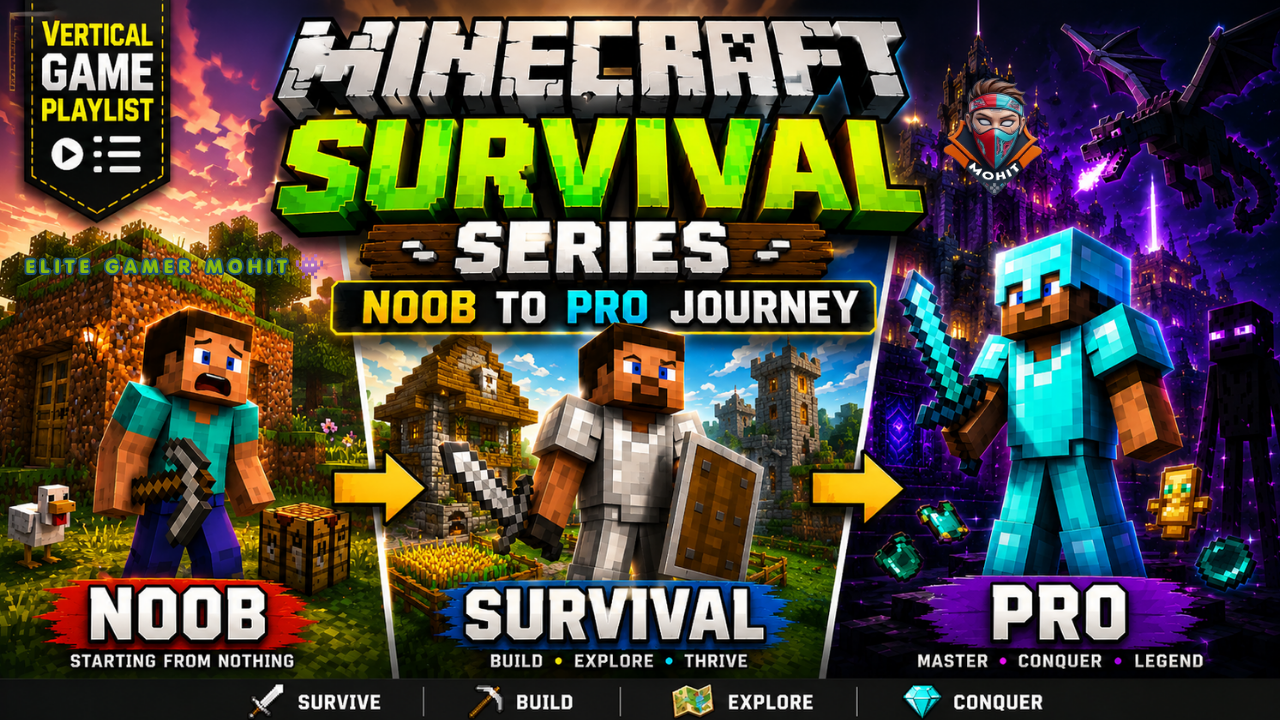 VERTICAL
GAME
PLAYLIST
MINECRAFT
SURVIVAL
SERIES
NOOB TO PRO JOURNEY
MOHIT
ELITE GAMER MOHIT
NOOB
STARTING FROM NOTHING
SURVIVAL
BUILD • EXPLORE • THRIVE
PRO
MASTER • CONQUER • LEGEND
SURVIVE
BUILD
EXPLORE
CONQUER